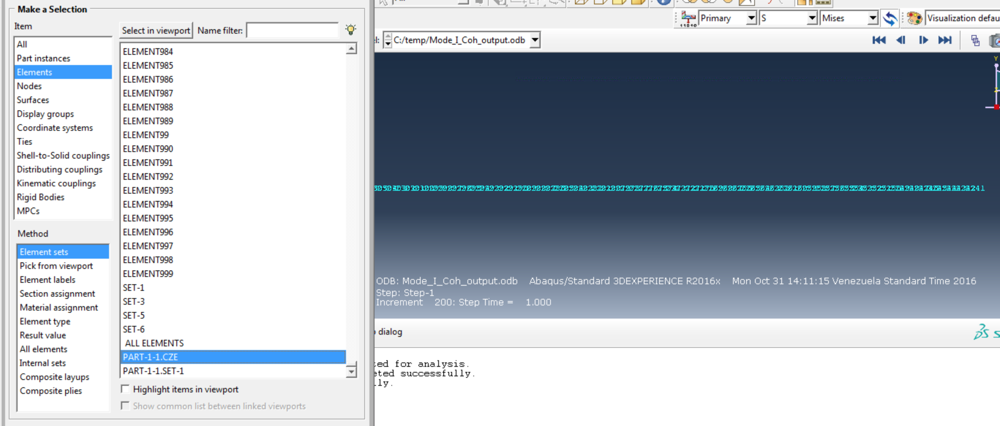 Make a Selection
Item
Select in viewport Name filter:
All
Part instances
Elements
Nodes
Surfaces
Display groups
Coordinate systems
Ties
Shell-to-Solid couplings
Distributing couplings
Kinematic couplings
Rigid Bodies
MPCs
Method
Element sets
Pick from viewport
Element labels
Section assignment
Material assignment
Element type
Result value
All elements
Internal sets
Composite layups
Composite plies
ELEMENT984
ELEMENT985
ELEMENT986
ELEMENT987
ELEMENT988
ELEMENT989
ELEMENT99
ELEMENT990
ELEMENT991
ELEMENT992
ELEMENT993
ELEMENT994
ELEMENT995
ELEMENT996
ELEMENT997
ELEMENT998
ELEMENT999
SET-1
SET-3
SET-5
SET-6
ALL ELEMENTS
PART-1-1.CZE
PART-1-1.SET-1
Highlight items in viewport
Show common list between linked viewports
Primary S Mises Visualization defau
C:/temp/Mode_I_Coh_output.odb
Y
Z
ODB: Mode_I_Coh_output.odb Abaqus/Standard 3DEXPERIENCE R2016x Mon Oct 31 14:11:15 Venezuela Standard Time 2016
Step: Step-1
Increment 200: Step Time = 1.000
dialog
ted for analysis.
eted successfully.
ly.